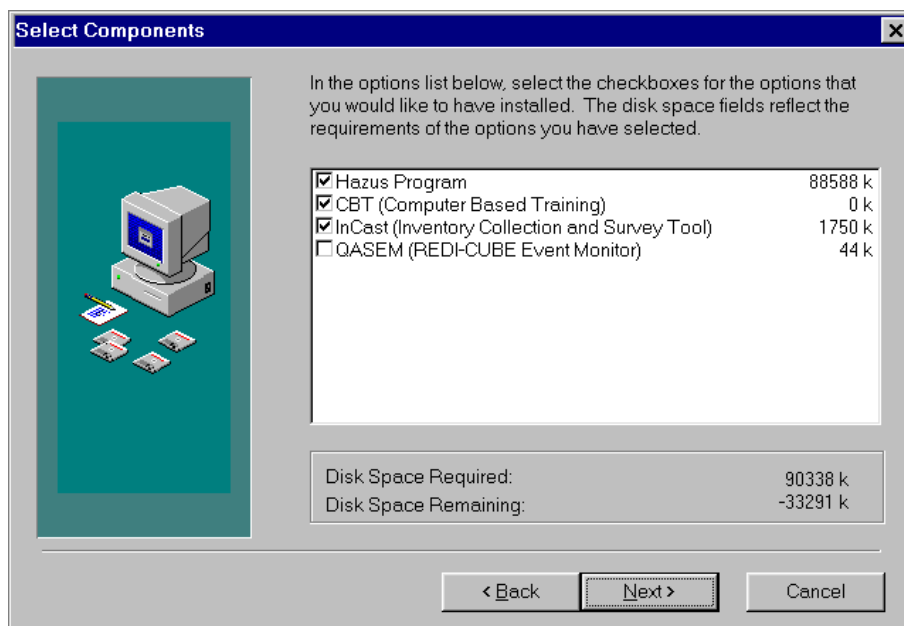 Select Components
In the options list below, select the checkboxes for the options that
you would like to have installed. The disk space fields reflect the
requirements of the options you have selected.
Hazus Program 88588 k
CBT (Computer Based Training) 0 k
InCast (Inventory Collection and Survey Tool) 1750 k
QASEM (REDI-CUBE Event Monitor) 44 k
Disk Space Required: 90338 k
Disk Space Remaining: -33291 k
< Back Next > Cancel